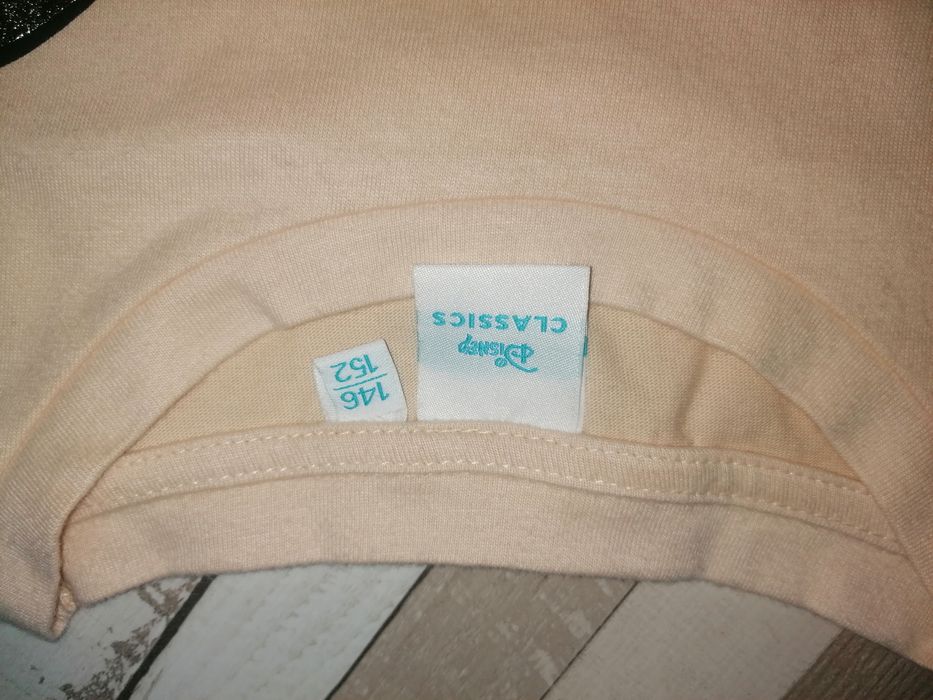 Disney
CLASSICS
146
152